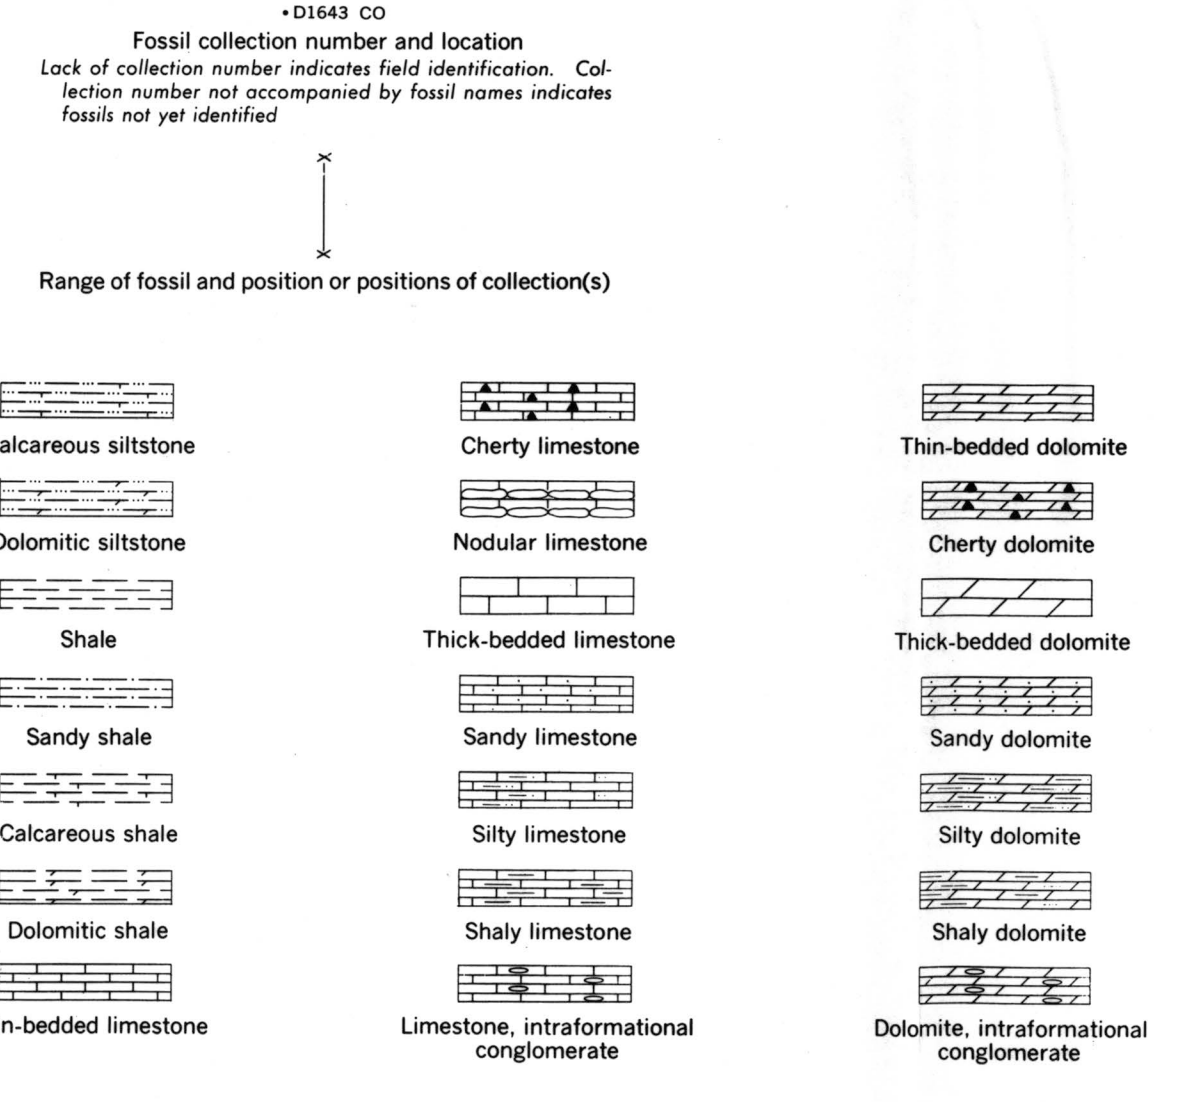 •D1643 CO
Fossil collection number and location
Lack of collection number indicates field identification. Col-
lection number not accompanied by fossil names indicates
fossils not yet identified
Range of fossil and position or positions of collection(s)
alcareous siltstone
Dolomitic siltstone
Shale
Sandy shale
Calcareous shale
Dolomitic shale
n-bedded limestone
Cherty limestone
Nodular limestone
Thick-bedded limestone
Sandy limestone
Silty limestone
Shaly limestone
Limestone, intraformational
conglomerate
Thin-bedded dolomite
Cherty dolomite
Thick-bedded dolomite
Sandy dolomite
Silty dolomite
Shaly dolomite
Dolomite, intraformational
conglomerate